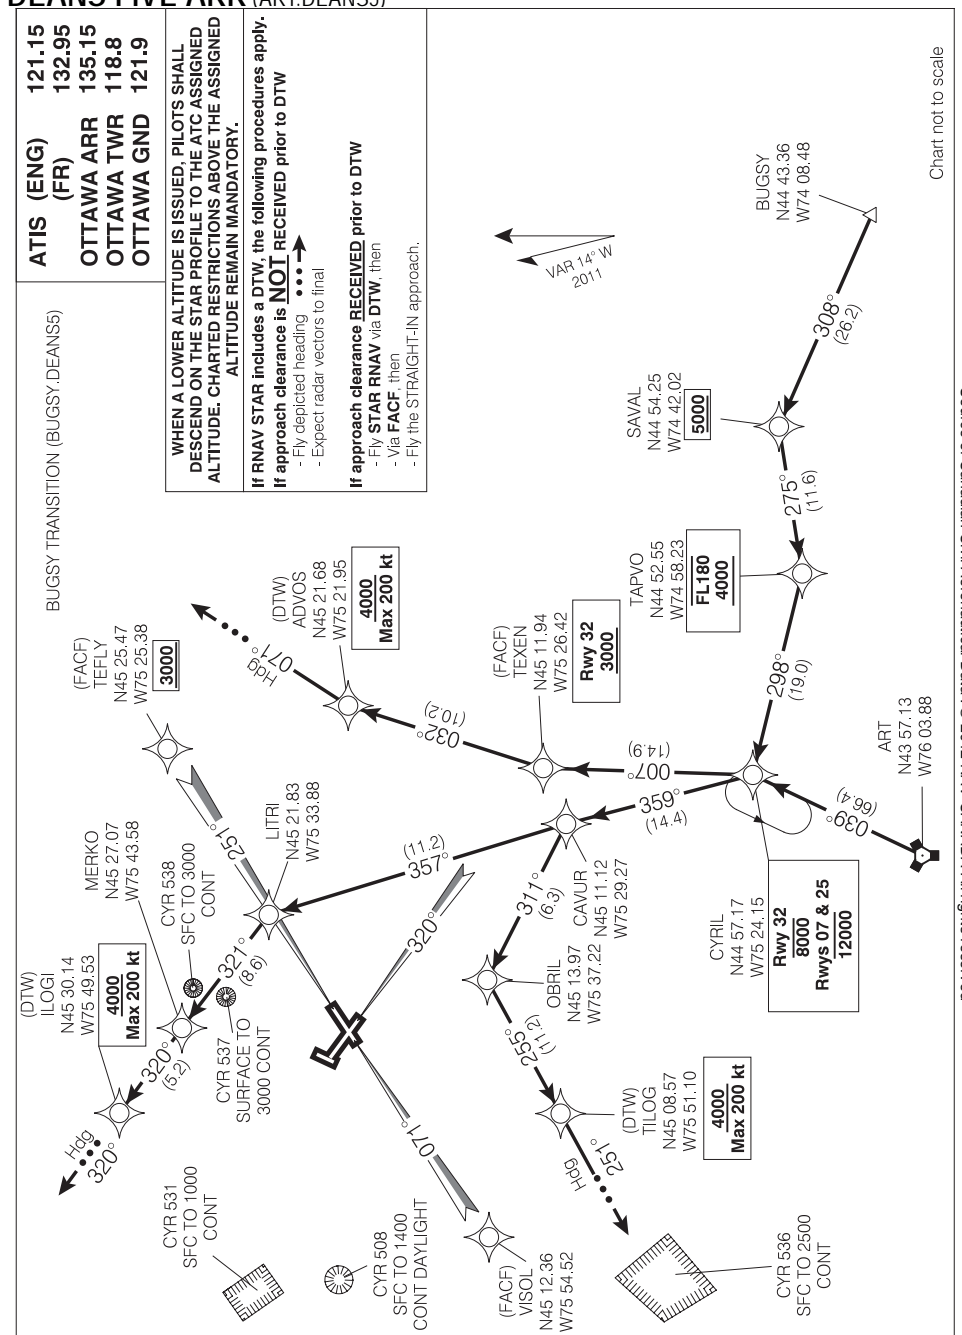 DEANS FIVE ARR (ART.DEANS5)
ATIS (ENG) 121.15
(FR) 132.95
OTTAWA ARR 135.15
OTTAWA TWR 118.8
OTTAWA GND 121.9
WHEN A LOWER ALTITUDE IS ISSUED, PILOTS SHALL
DESCEND ON THE STAR PROFILE TO THE ATC ASSIGNED
ALTITUDE. CHARTED RESTRICTIONS ABOVE THE ASSIGNED
ALTITUDE REMAIN MANDATORY.
If RNAV STAR includes a DTW, the following procedures apply.
If approach clearance is NOT RECEIVED prior to DTW
- Fly depicted heading
- Expect radar vectors to final
If approach clearance RECEIVED prior to DTW
- Fly STAR RNAV via DTW, then
- Via FACF, then
- Fly the STRAIGHT-IN approach.
BUGSY TRANSITION (BUGSY.DEANS5)
VAR 14° W
2011
Chart not to scale
BUGSY
N44 43.36
W74 08.48
308°
(26.2)
SAVAL
N44 54.25
W74 42.02
5000
275°
(11.6)
TAPVO
N44 52.55
W74 58.23
FL180
4000
298°
(19.0)
ART
N43 57.13
W76 03.88
039°
(66.4)
CYRIL
N44 57.17
W75 24.15
Rwy 32
8000
Rwys 07 & 25
12000
007°
(14.9)
(FACF)
TEXEN
N45 11.94
W75 26.42
Rwy 32
3000
032°
(10.2)
(DTW)
ADVOS
N45 21.68
W75 21.95
4000
Max 200 kt
Hdg
071°
359°
(14.4)
CAVUR
N45 11.12
W75 29.27
357°
(11.2)
LITRI
N45 21.83
W75 33.88
(FACF)
TEFLY
N45 25.47
W75 25.38
3000
251°
320°
071°
321°
(8.6)
MERKO
N45 27.07
W75 43.58
CYR 538
SFC TO 3000
CONT
CYR 537
SURFACE TO
3000 CONT
320°
(5.2)
(DTW)
ILOGI
N45 30.14
W75 49.53
4000
Max 200 kt
Hdg
320°
311°
(6.3)
OBRIL
N45 13.97
W75 37.22
255°
(11.2)
(DTW)
TILOG
N45 08.57
W75 51.10
4000
Max 200 kt
Hdg
251°
(FACF)
VISOL
N45 12.36
W75 54.52
CYR 531
SFC TO 1000
CONT
CYR 508
SFC TO 1400
CONT DAYLIGHT
CYR 536
SFC TO 2500
CONT